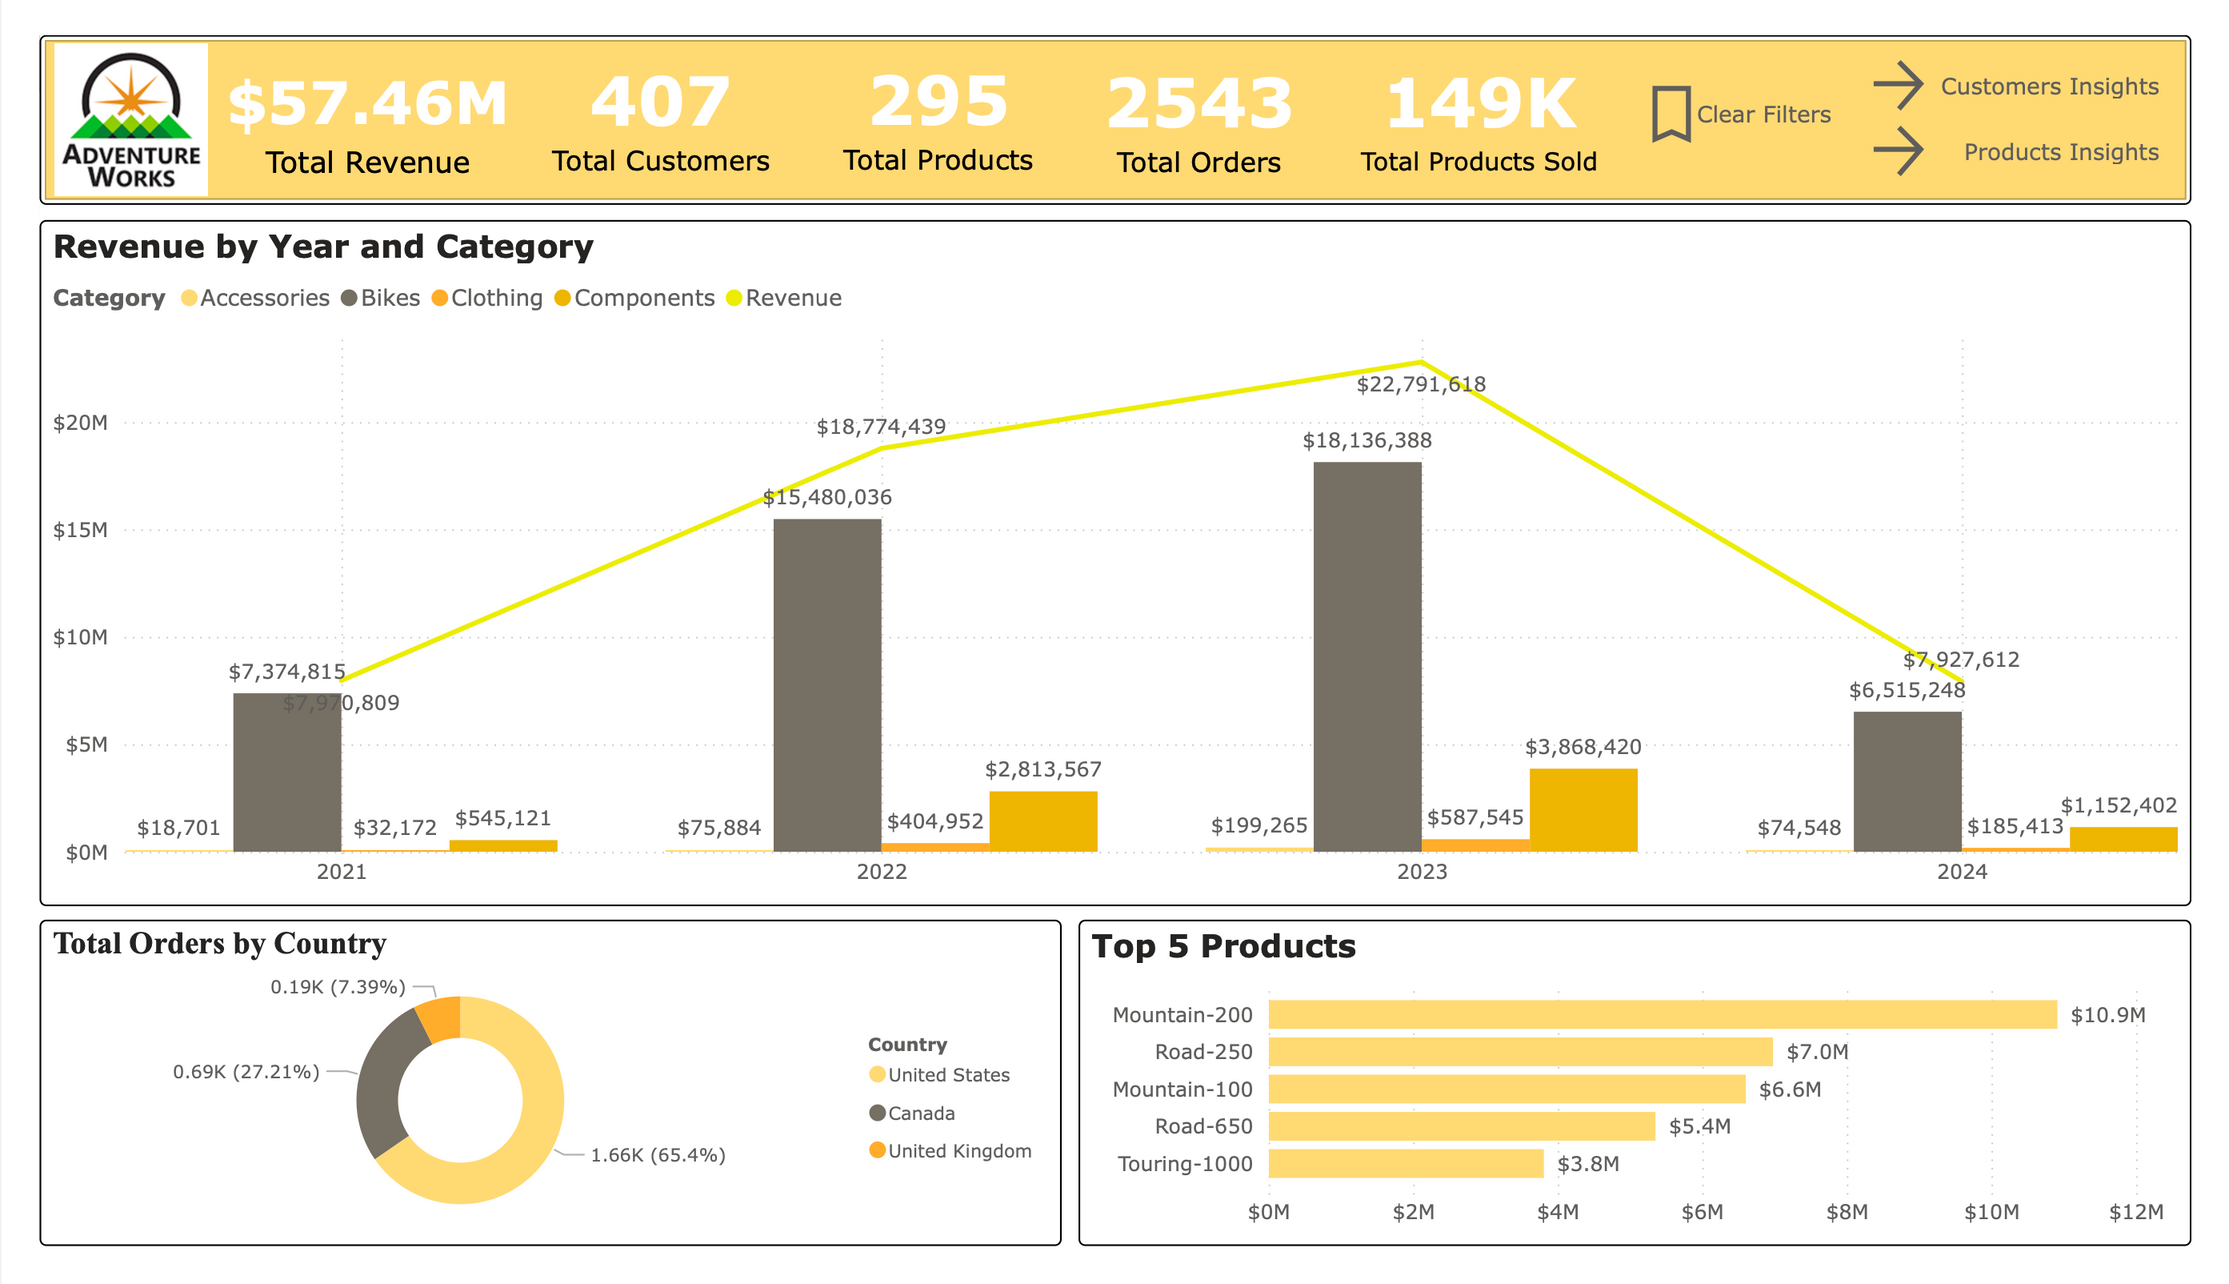 ADVENTURE
WORKS
$57.46M
Total Revenue
407
Total Customers
295
Total Products
2543
Total Orders
149K
Total Products Sold
Clear Filters
Customers Insights
Products Insights
Revenue by Year and Category
Category Accessories Bikes Clothing Components Revenue
$20M
$15M
$10M
$5M
$0M
$18,701
$7,374,815
$7,970,809
$32,172
$545,121
$75,884
$15,480,036
$18,774,439
$404,952
$2,813,567
$199,265
$18,136,388
$22,791,618
$587,545
$3,868,420
$74,548
$6,515,248
$7,927,612
$185,413
$1,152,402
2021 2022 2023 2024
Total Orders by Country
0.19K (7.39%)
0.69K (27.21%)
1.66K (65.4%)
Country
United States
Canada
United Kingdom
Top 5 Products
Mountain-200 $10.9M
Road-250 $7.0M
Mountain-100 $6.6M
Road-650 $5.4M
Touring-1000 $3.8M
$0M $2M $4M $6M $8M $10M $12M